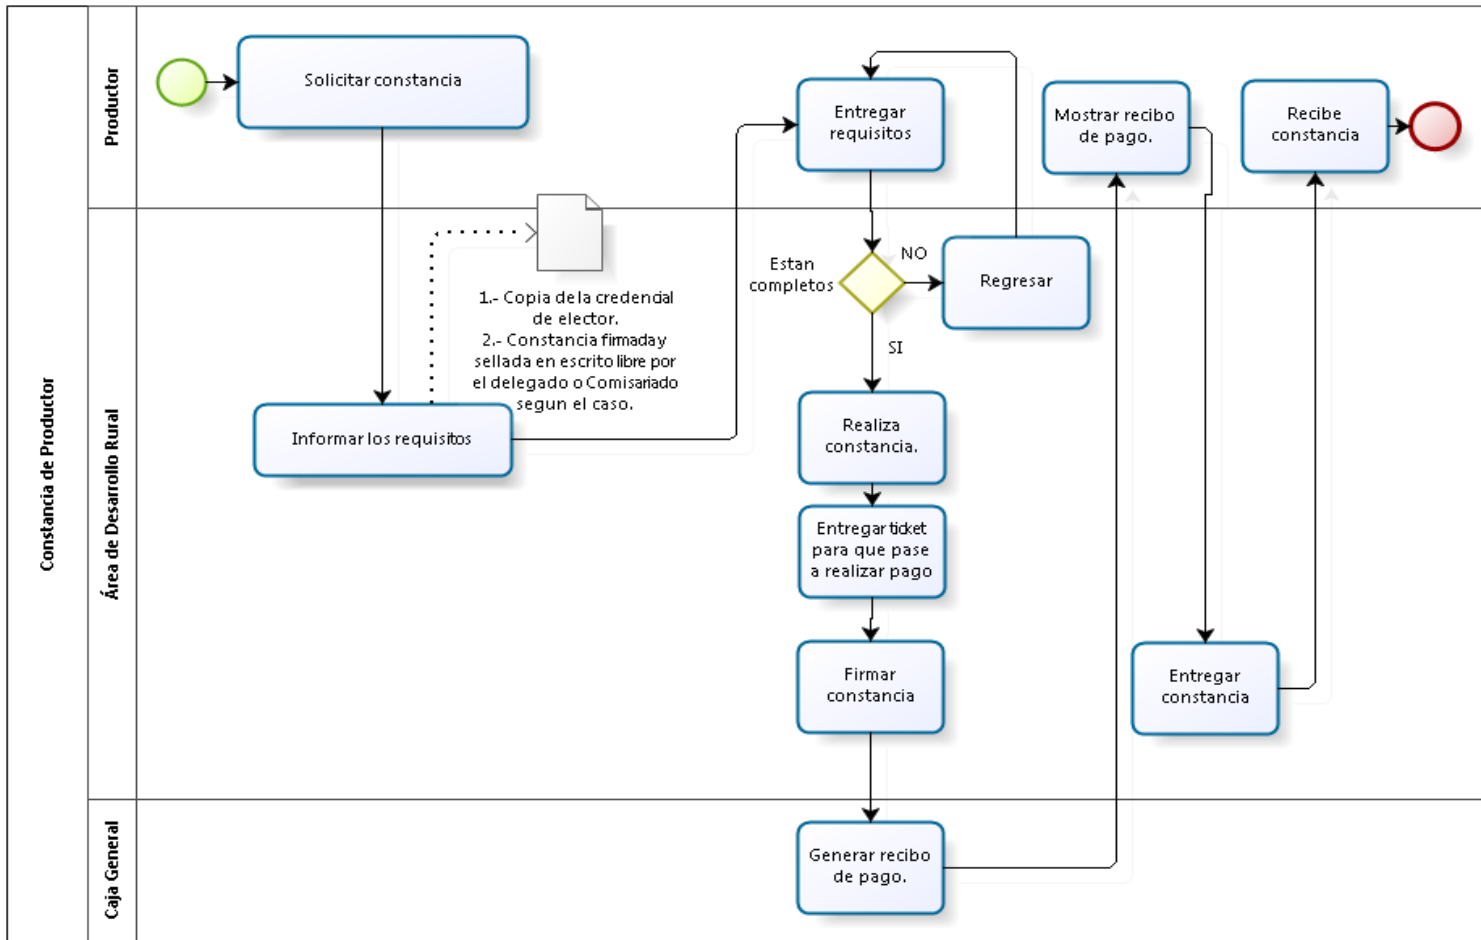 Constancia de Productor
Productor
Solicitar constancia
Entregar
requisitos
Mostrar recibo
de pago.
Recibe
constancia
Área de Desarrollo Rural
1.- Copia de la credencial
de elector.
2.- Constancia firmada y
sellada en escrito libre por
el delegado o Comisariado
segun el caso.
Informar los requisitos
Estan
completos
NO
Regresar
SI
Realiza
constancia.
Entregar ticket
para que pase
a realizar pago
Firmar
constancia
Entregar
constancia
Caja General
Generar recibo
de pago.